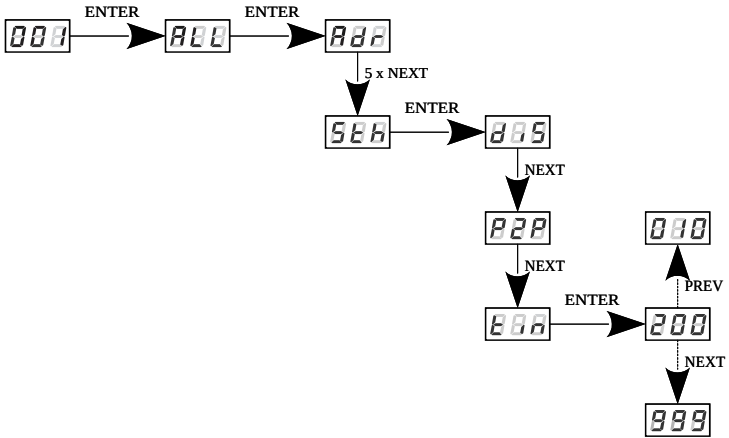 ENTER ENTER
001 ALL Adr
5 x NEXT
ENTER
Sth diS
NEXT
P2P 010
NEXT
PREV
ENTER
tin 200
NEXT
999